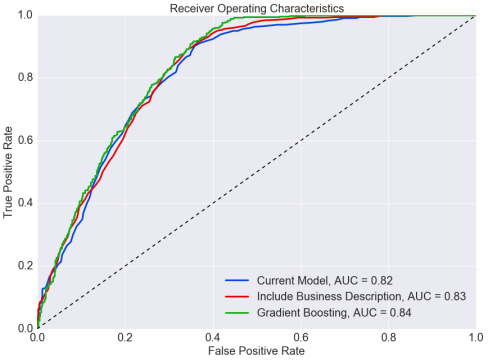 Receiver Operating Characteristics
1.0
0.8
0.6
0.4
0.2
0.0
True Positive Rate
0.0 0.2 0.4 0.6 0.8 1.0
False Positive Rate
Current Model, AUC = 0.82
Include Business Description, AUC = 0.83
Gradient Boosting, AUC = 0.84